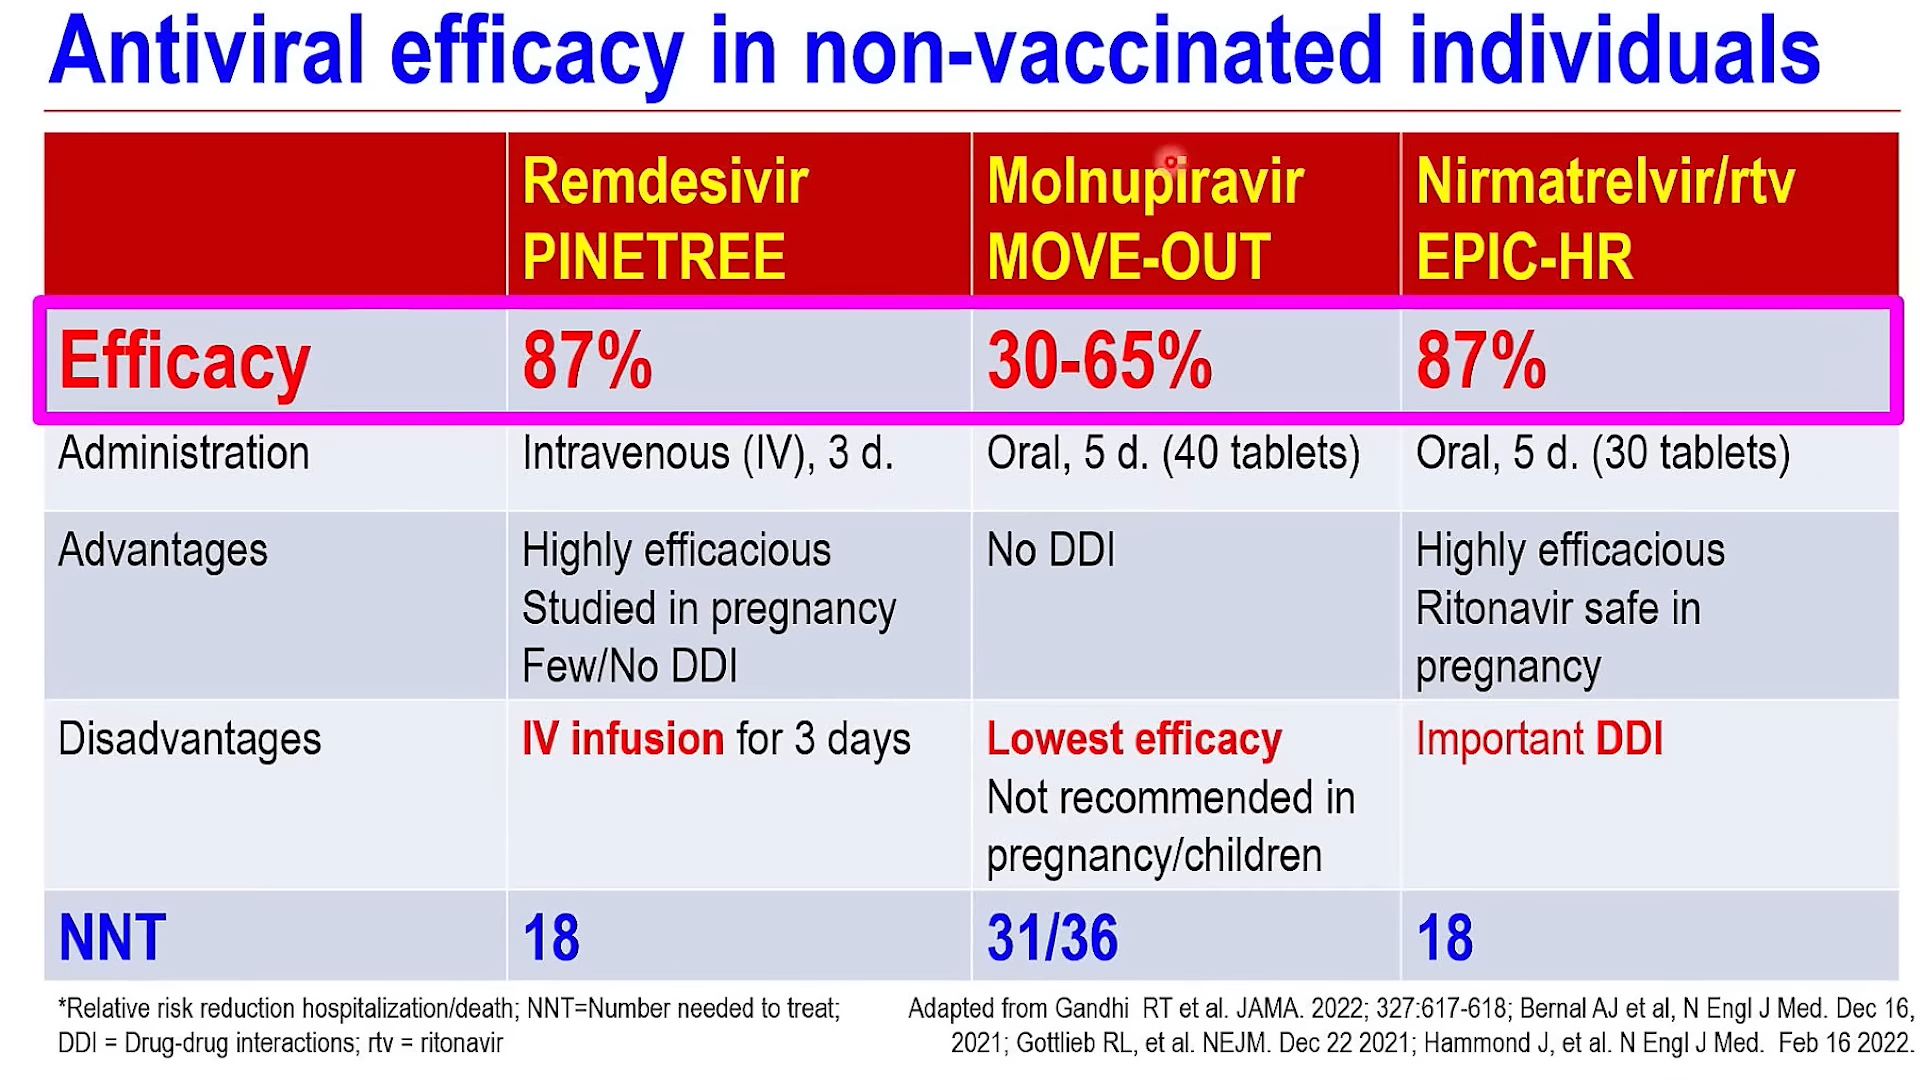 Antiviral efficacy in non-vaccinated individuals
Remdesivir
PINETREE
Molnupiravir
MOVE-OUT
Nirmatrelvir/rtv
EPIC-HR
Efficacy
87%
30-65%
87%
Administration
Intravenous (IV), 3 d.
Oral, 5 d. (40 tablets)
Oral, 5 d. (30 tablets)
Advantages
Highly efficacious
Studied in pregnancy
Few/No DDI
No DDI
Highly efficacious
Ritonavir safe in
pregnancy
Disadvantages
IV infusion for 3 days
Lowest efficacy
Not recommended in
pregnancy/children
Important DDI
NNT
18
31/36
18
*Relative risk reduction hospitalization/death; NNT=Number needed to treat;
DDI = Drug-drug interactions; rtv = ritonavir
Adapted from Gandhi RT et al. JAMA. 2022; 327:617-618; Bernal AJ et al, N Engl J Med. Dec 16,
2021; Gottlieb RL, et al. NEJM. Dec 22 2021; Hammond J, et al. N Engl J Med. Feb 16 2022.